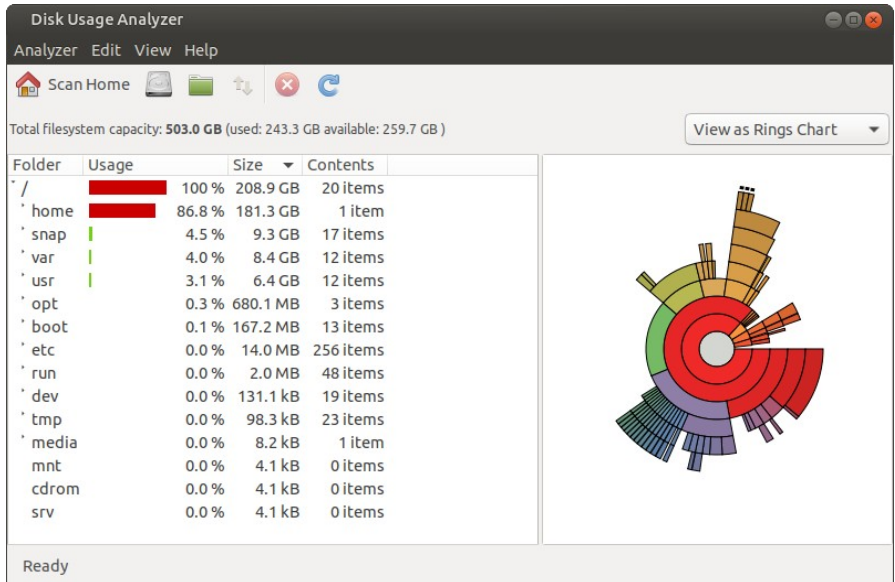 Disk Usage Analyzer
Analyzer Edit View Help
Scan Home
Total filesystem capacity: 503.0 GB (used: 243.3 GB available: 259.7 GB )
View as Rings Chart
Folder Usage Size Contents
/ 100 % 208.9 GB 20 items
home 86.8 % 181.3 GB 1 item
snap 4.5 % 9.3 GB 17 items
var 4.0 % 8.4 GB 12 items
usr 3.1 % 6.4 GB 12 items
opt 0.3 % 680.1 MB 3 items
boot 0.1 % 167.2 MB 13 items
etc 0.0 % 14.0 MB 256 items
run 0.0 % 2.0 MB 48 items
dev 0.0 % 131.1 kB 19 items
tmp 0.0 % 98.3 kB 23 items
media 0.0 % 8.2 kB 1 item
mnt 0.0 % 4.1 kB 0 items
cdrom 0.0 % 4.1 kB 0 items
srv 0.0 % 4.1 kB 0 items
Ready